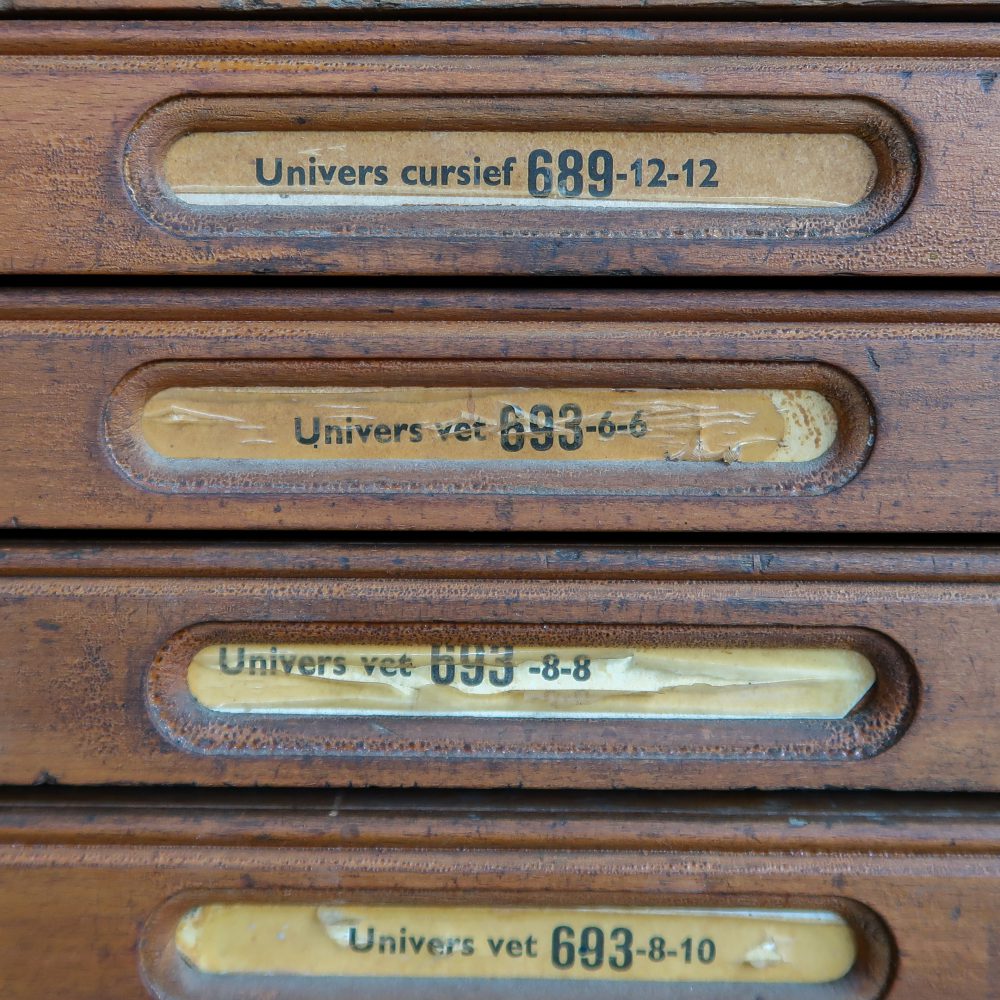 Univers cursief 689-12-12
Univers vet 693-6-6
Univers vet 693-8-8
Univers vet 693-8-10